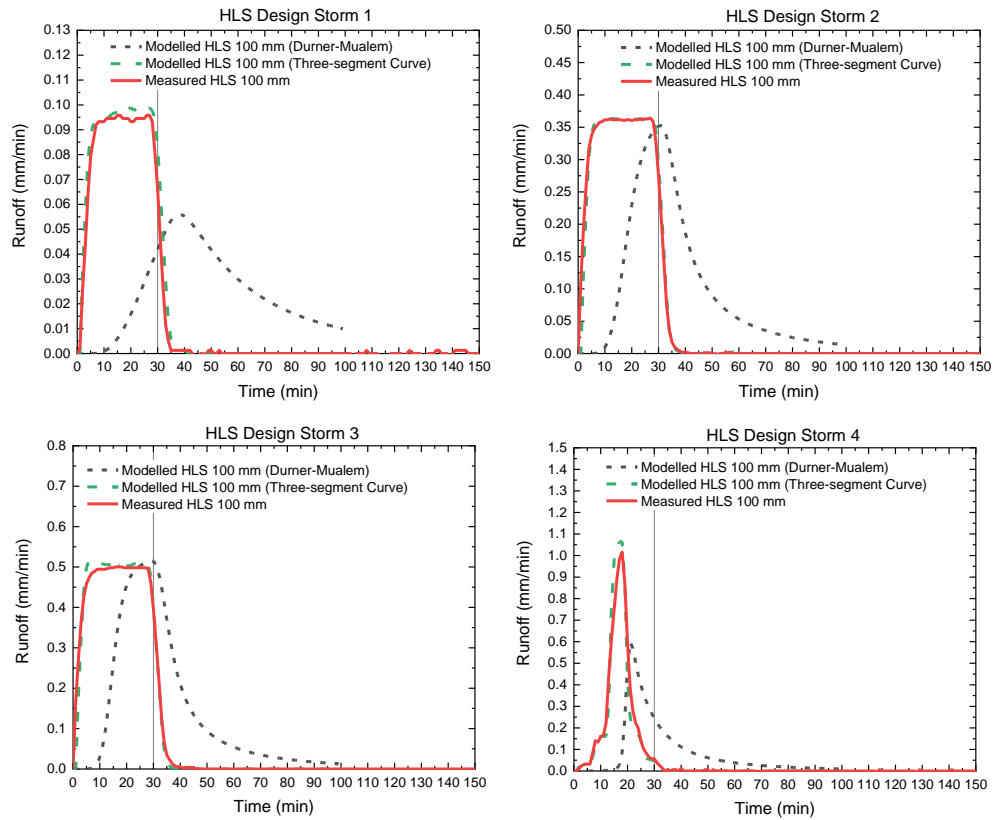 HLS Design Storm 1
Modelled HLS 100 mm (Durner-Mualem)
Modelled HLS 100 mm (Three-segment Curve)
Measured HLS 100 mm
Runoff (mm/min)
0.13
0.12
0.11
0.10
0.09
0.08
0.07
0.06
0.05
0.04
0.03
0.02
0.01
0.00
0 10 20 30 40 50 60 70 80 90 100 110 120 130 140 150
Time (min)
HLS Design Storm 2
Modelled HLS 100 mm (Durner-Mualem)
Modelled HLS 100 mm (Three-segment Curve)
Measured HLS 100 mm
Runoff (mm/min)
0.50
0.45
0.40
0.35
0.30
0.25
0.20
0.15
0.10
0.05
0.00
0 10 20 30 40 50 60 70 80 90 100 110 120 130 140 150
Time (min)
HLS Design Storm 3
Modelled HLS 100 mm (Durner-Mualem)
Modelled HLS 100 mm (Three-segment Curve)
Measured HLS 100 mm
Runoff (mm/min)
0.8
0.7
0.6
0.5
0.4
0.3
0.2
0.1
0.0
0 10 20 30 40 50 60 70 80 90 100 110 120 130 140 150
Time (min)
HLS Design Storm 4
Modelled HLS 100 mm (Durner-Mualem)
Modelled HLS 100 mm (Three-segment Curve)
Measured HLS 100 mm
Runoff (mm/min)
1.5
1.4
1.3
1.2
1.1
1.0
0.9
0.8
0.7
0.6
0.5
0.4
0.3
0.2
0.1
0.0
0 10 20 30 40 50 60 70 80 90 100 110 120 130 140 150
Time (min)